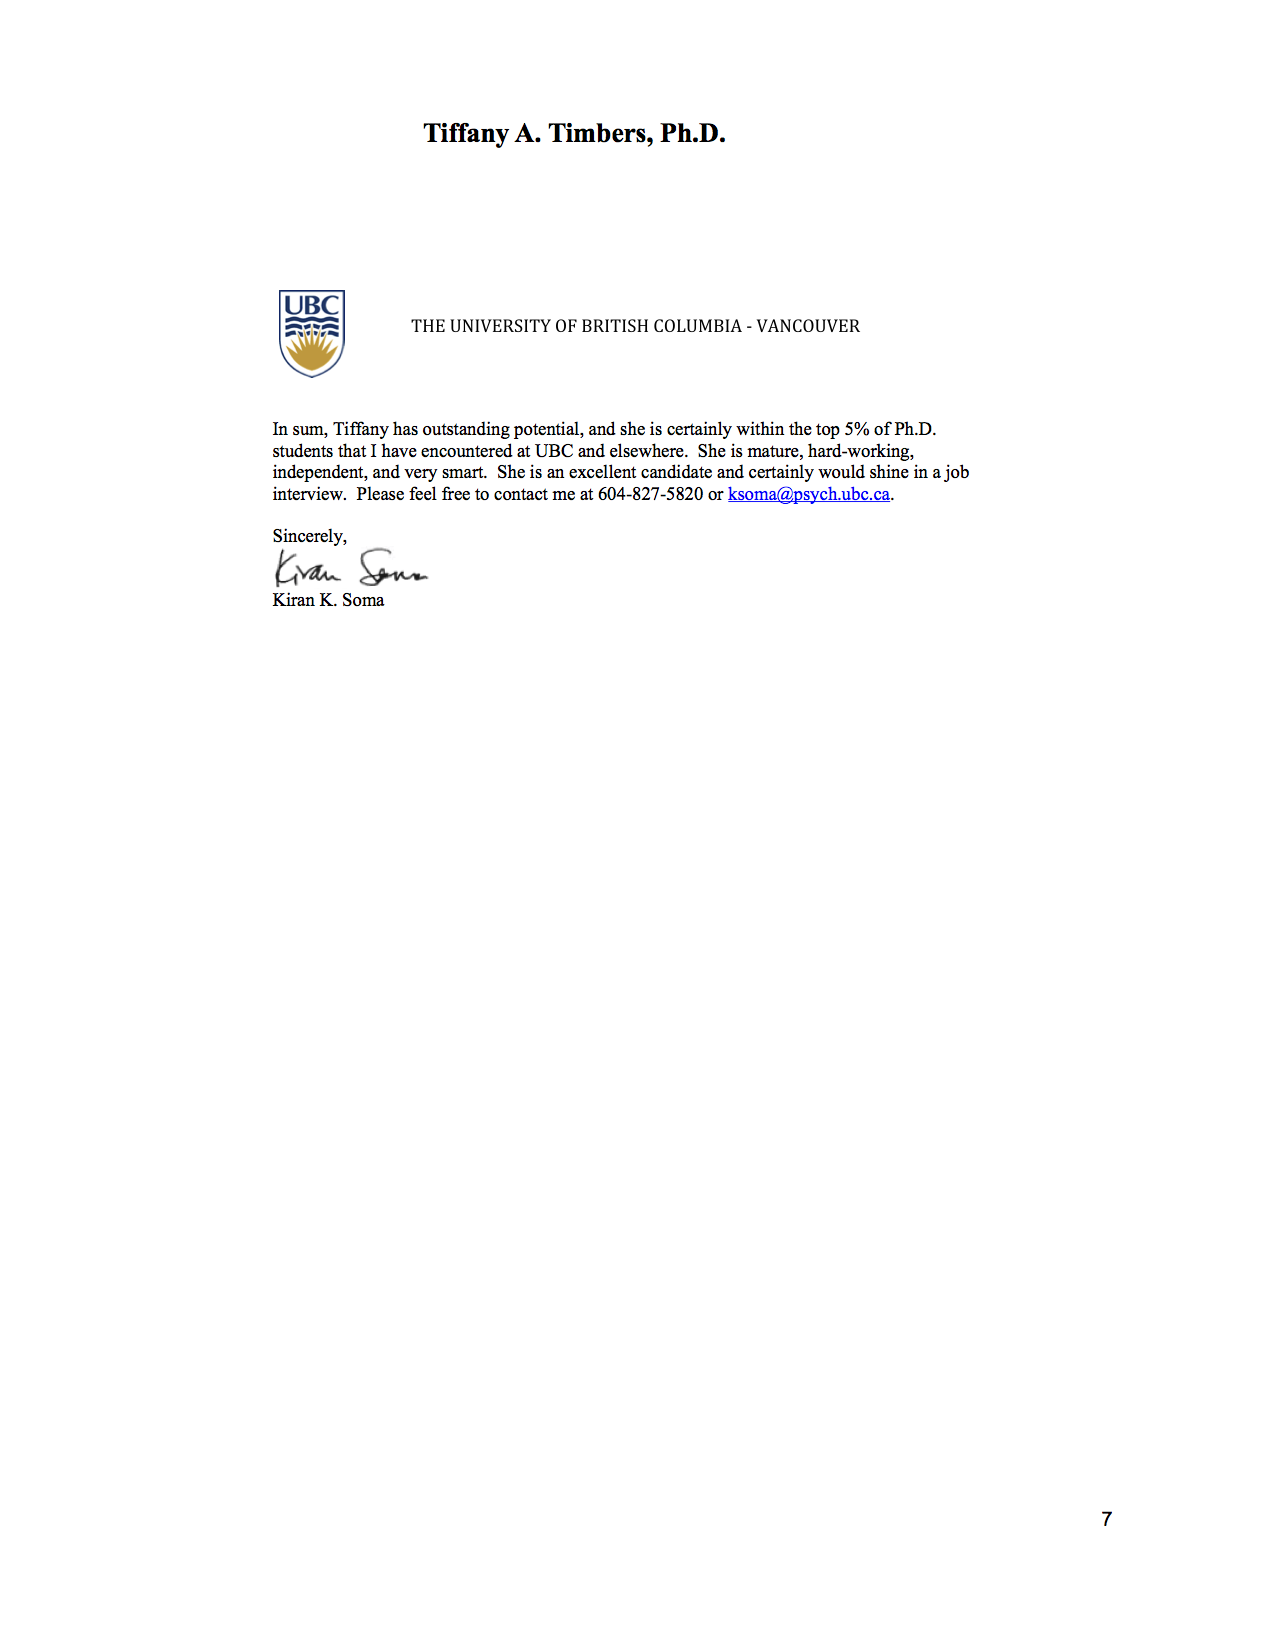 Tiffany A. Timbers, Ph.D.
UBC
THE UNIVERSITY OF BRITISH COLUMBIA - VANCOUVER
In sum, Tiffany has outstanding potential, and she is certainly within the top 5% of Ph.D.
students that I have encountered at UBC and elsewhere.  She is mature, hard-working,
independent, and very smart.  She is an excellent candidate and certainly would shine in a job
interview.  Please feel free to contact me at 604-827-5820 or ksoma@psych.ubc.ca.
Sincerely,
Kiran Soma
Kiran K. Soma
7